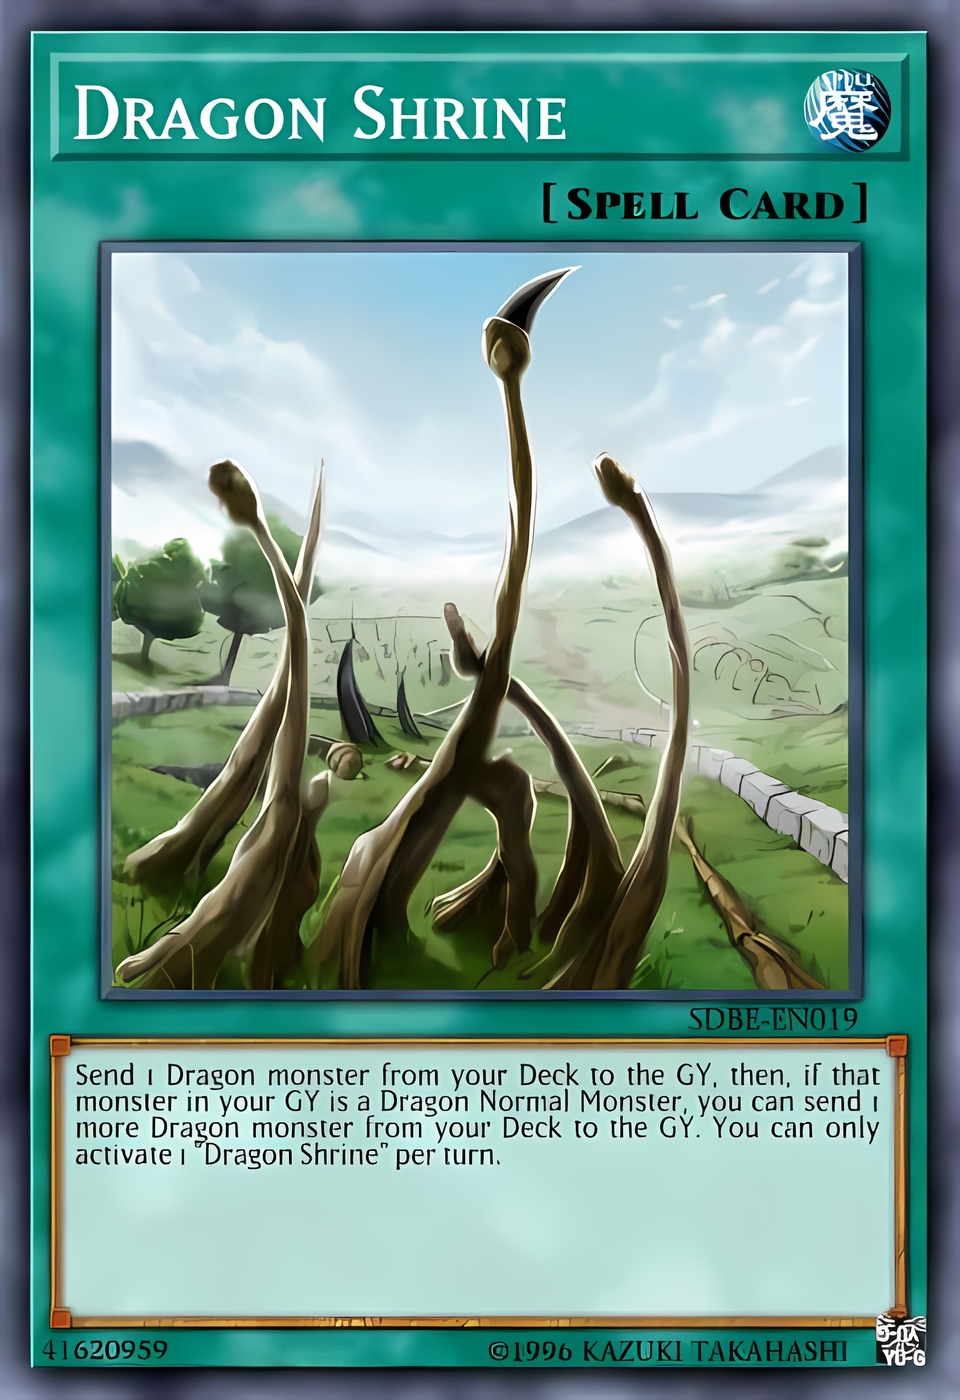 DRAGON SHRINE
魔
[SPELL CARD]
SDBE-EN019
Send 1 Dragon monster from your Deck to the GY, then, if that
monster in your GY is a Dragon Normal Monster, you can send 1
more Dragon monster from your Deck to the GY. You can only
activate 1 "Dragon Shrine" per turn.
41620959
©1996 KAZUKI TAKAHASHI